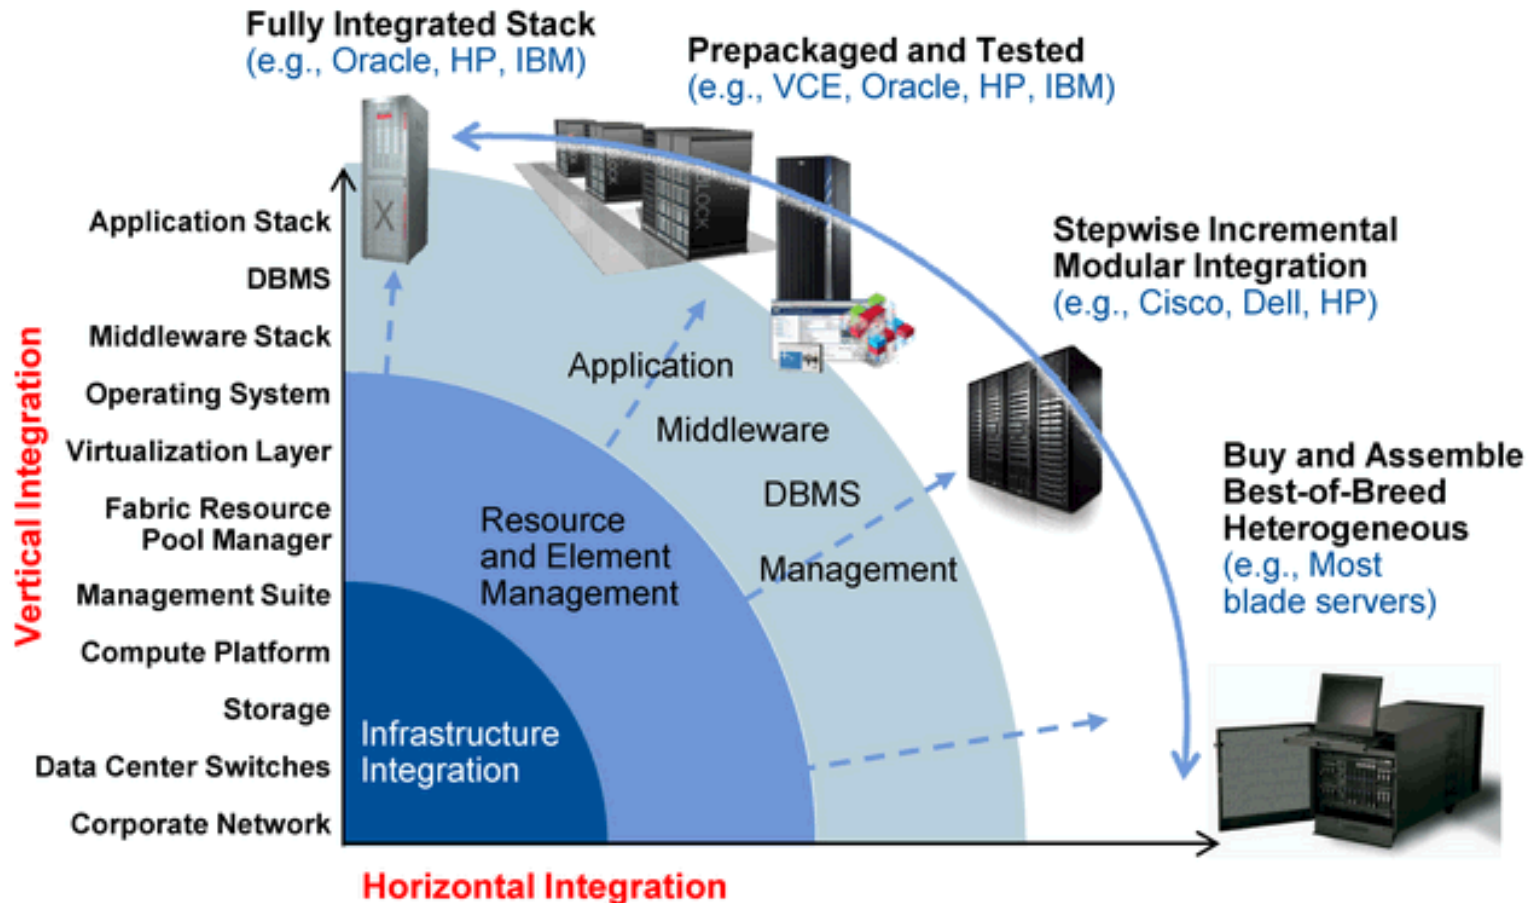 Fully Integrated Stack
(e.g., Oracle, HP, IBM)
Prepackaged and Tested
(e.g., VCE, Oracle, HP, IBM)
Stepwise Incremental
Modular Integration
(e.g., Cisco, Dell, HP)
Buy and Assemble
Best-of-Breed
Heterogeneous
(e.g., Most
blade servers)
Vertical Integration
Application Stack
DBMS
Middleware Stack
Operating System
Virtualization Layer
Fabric Resource
Pool Manager
Management Suite
Compute Platform
Storage
Data Center Switches
Corporate Network
X
Application
Middleware
DBMS
Management
Resource
and Element
Management
Infrastructure
Integration
Horizontal Integration